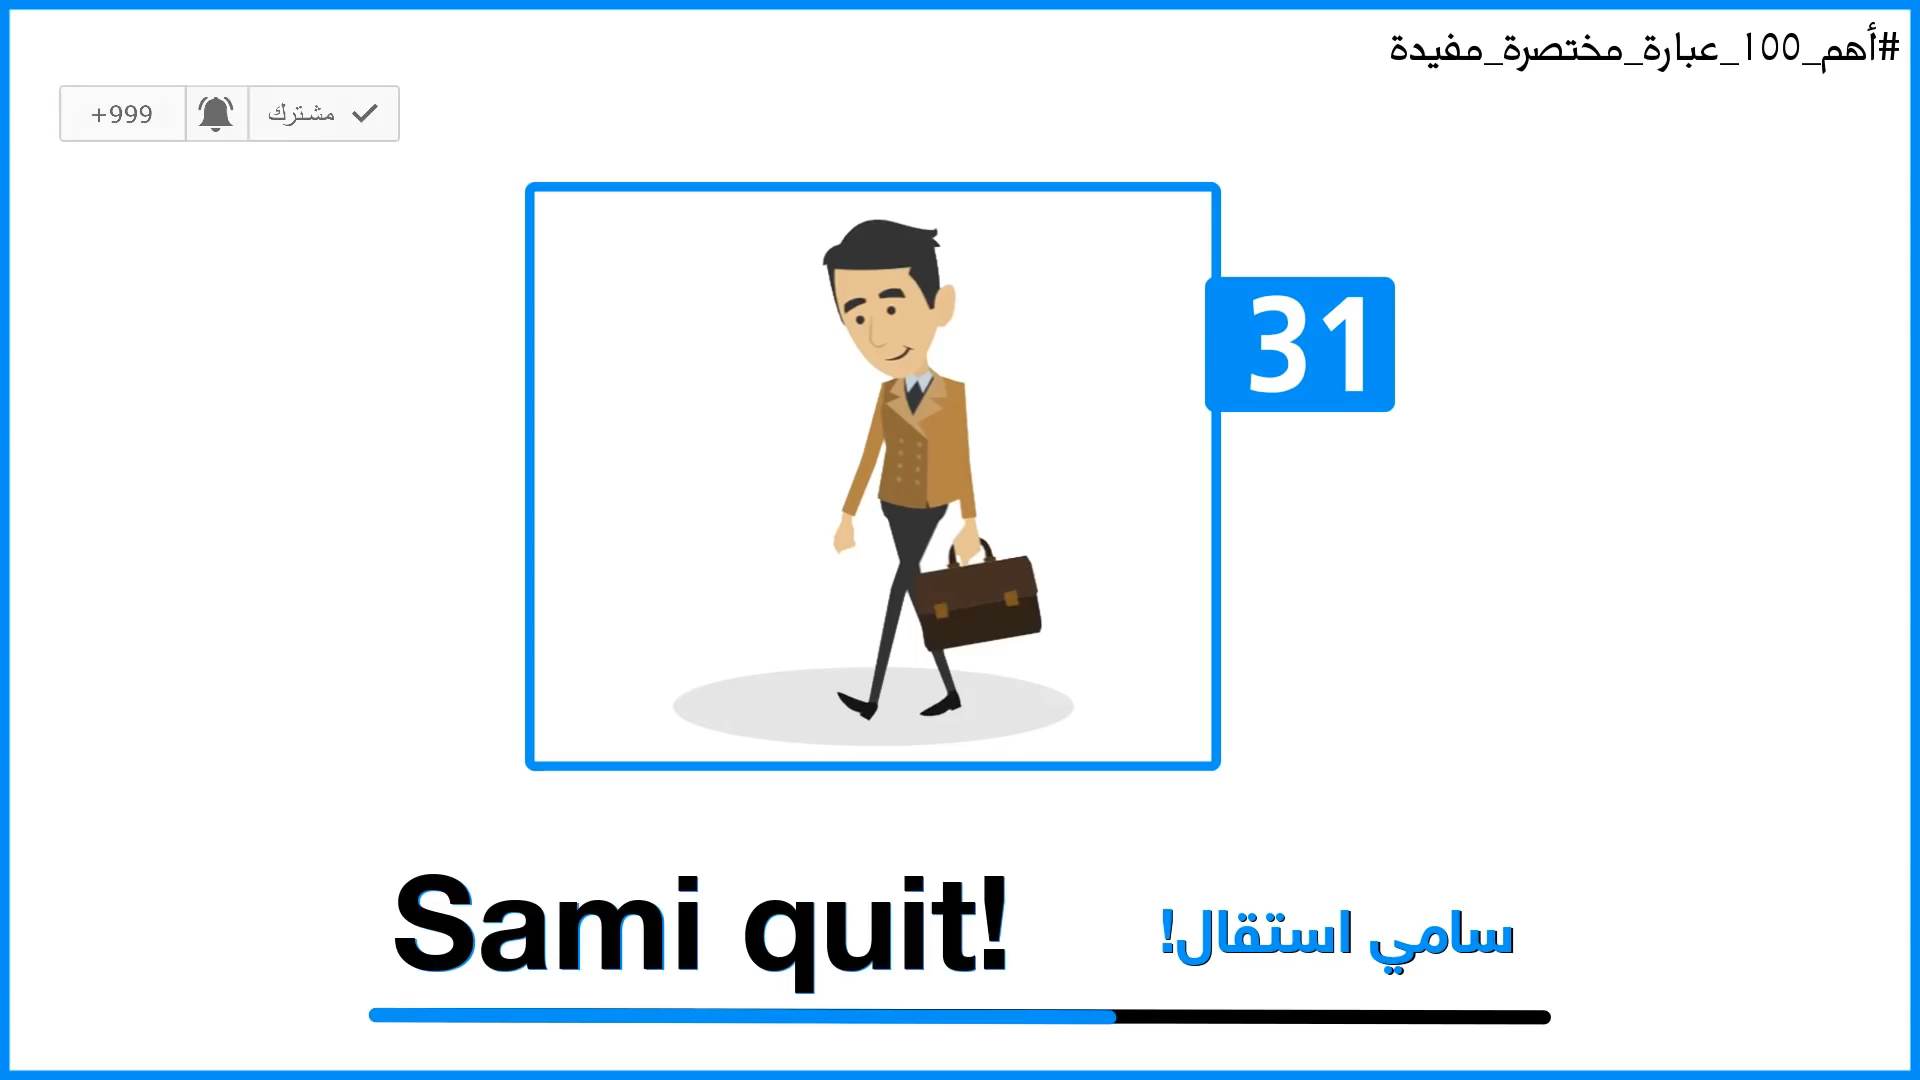 #أهم_100_عبارة_مختصرة_مفيدة
+999
مشترك
31
Sami quit!
سامي استقال!